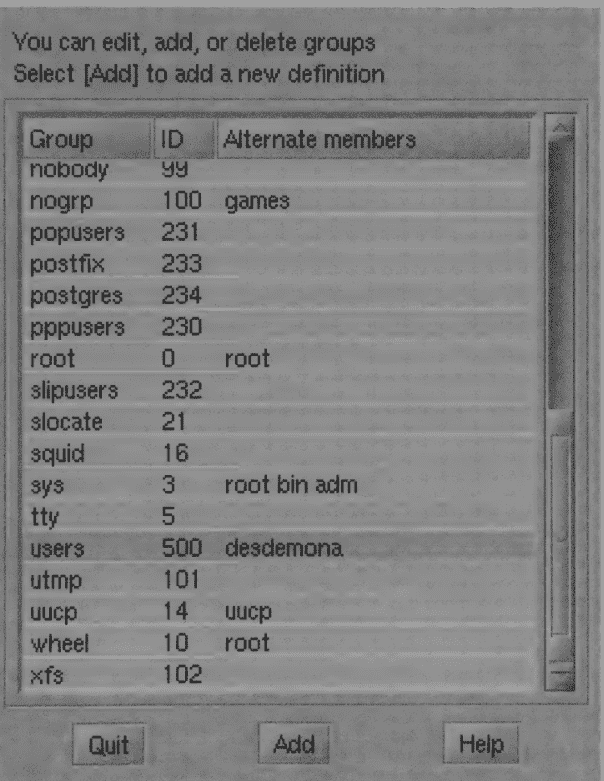 You can edit, add, or delete groups
Select [Add] to add a new definition
Group ID Alternate members
nobody 99
nogrp 100 games
popusers 231
postfix 233
postgres 234
pppusers 230
root 0 root
slipusers 232
slocate 21
squid 16
sys 3 root bin adm
tty 5
users 500 desdemona
utmp 101
uucp 14 uucp
wheel 10 root
xfs 102
Quit Add Help